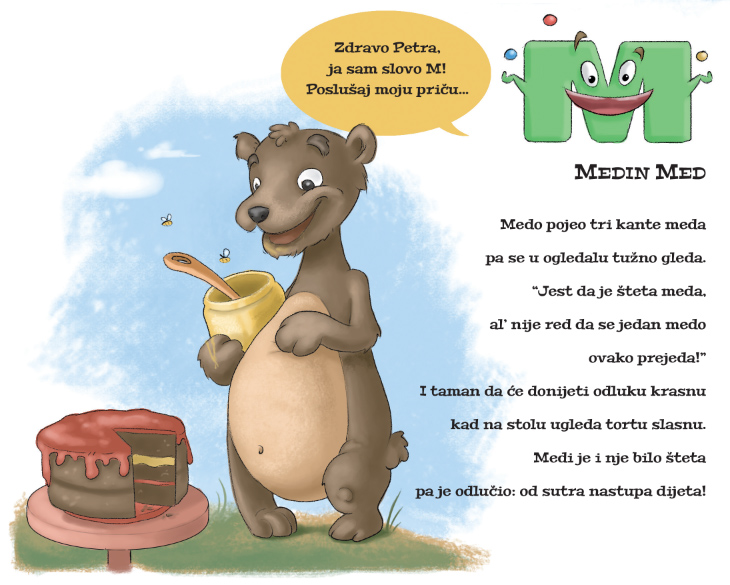 Zdravo Petra,
ja sam slovo M!
Poslušaj moju priču...
M
MEDIN MED
Medo pojeo tri kante meda
pa se u ogledalu tužno gleda.
“Jest da je šteta meda,
al’ nije red da se jedan medo
ovako prejeda!”
I taman da će donijeti odluku krasnu
kad na stolu ugleda tortu slasnu.
Medi je i nje bilo šteta
pa je odlučio: od sutra nastupa dijeta!